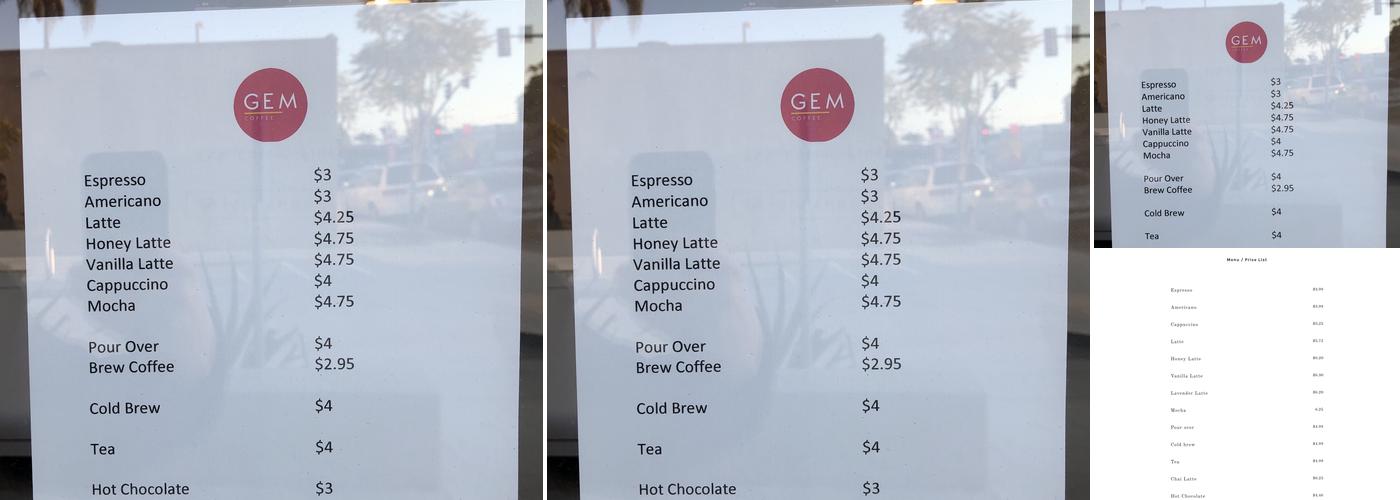 GEM
COFFEE
Espresso $3
Americano $3
Latte $4.25
Honey Latte $4.75
Vanilla Latte $4.75
Cappuccino $4
Mocha $4.75
Pour Over $4
Brew Coffee $2.95
Cold Brew $4
Tea $4
Hot Chocolate $3
GEM
COFFEE
Espresso $3
Americano $3
Latte $4.25
Honey Latte $4.75
Vanilla Latte $4.75
Cappuccino $4
Mocha $4.75
Pour Over $4
Brew Coffee $2.95
Cold Brew $4
Tea $4
Hot Chocolate $3
GEM
Espresso $3
Americano $3
Latte $4.25
Honey Latte $4.75
Vanilla Latte $4.75
Cappuccino $4
Mocha $4.75
Pour Over $4
Brew Coffee $2.95
Cold Brew $4
Tea $4
Menu / Price List
Espresso
Americano
Cappuccino
Latte
Honey Latte
Vanilla Latte
Lavender Latte
Mocha
Pour over
Cold brew
Tea
Chai Latte
Hot Chocolate